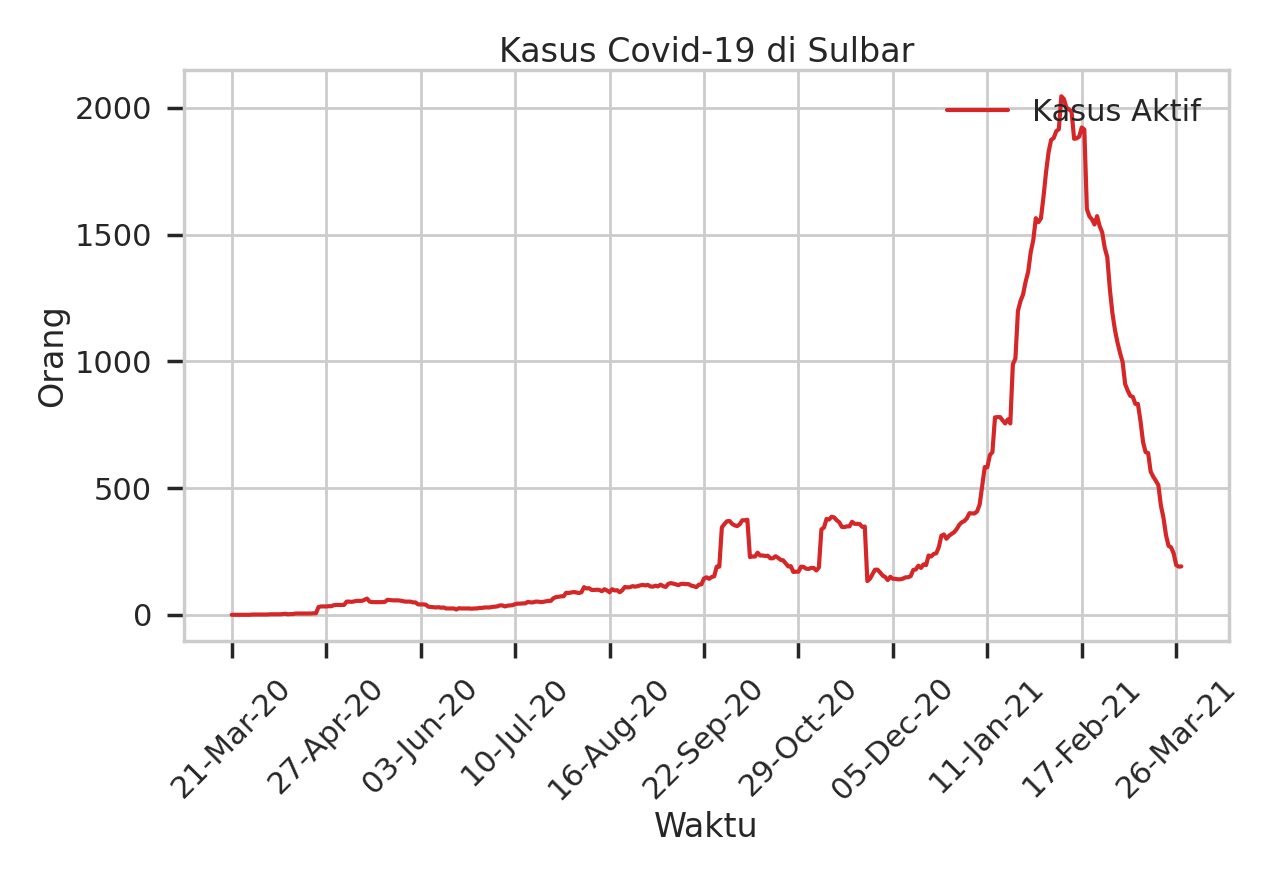 Kasus Covid-19 di Sulbar
Kasus Aktif
2000
1500
1000
500
0
Orang
21-Mar-20
27-Apr-20
03-Jun-20
10-Jul-20
16-Aug-20
22-Sep-20
29-Oct-20
05-Dec-20
11-Jan-21
17-Feb-21
26-Mar-21
Waktu